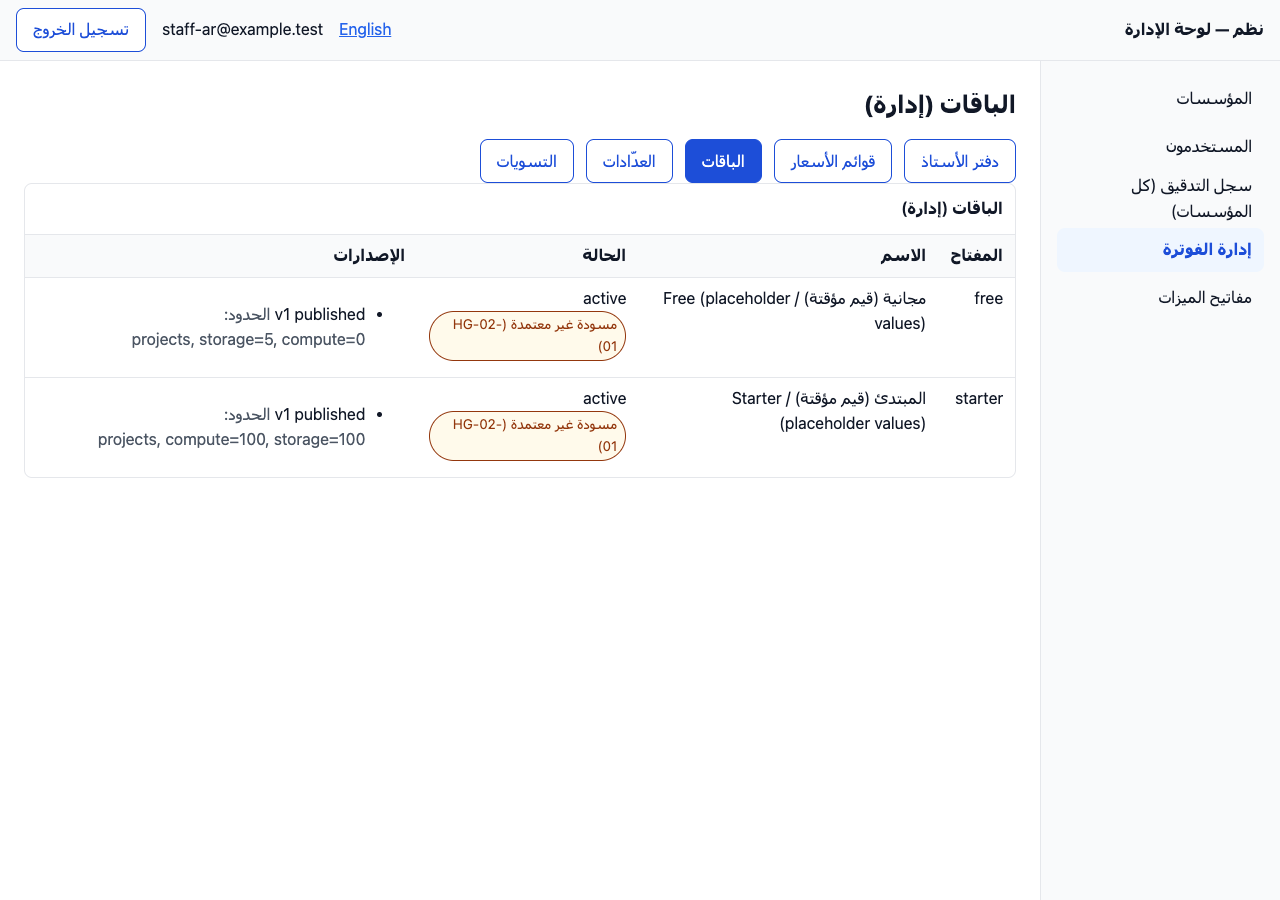 نظم — لوحة الإدارة
English
staff-ar@example.test
تسجيل الخروج
المؤسسات
المستخدمون
سجل التدقيق (كل
المؤسسات)
إدارة الفوترة
مفاتيح الميزات
الباقات (إدارة)
دفتر الأستاذ
قوائم الأسعار
الباقات
العدّادات
التسويات
الباقات (إدارة)
المفتاح الاسم الحالة الإصدارات
free
مجانية (قيم مؤقتة) / Free (placeholder
values)
active
مسودة غير معتمدة (HG-02-
01)
v1 published الحدود:
projects, storage=5, compute=0
starter
المبتدئ (قيم مؤقتة) / Starter
(placeholder values)
active
مسودة غير معتمدة (HG-02-
01)
v1 published الحدود:
projects, compute=100, storage=100